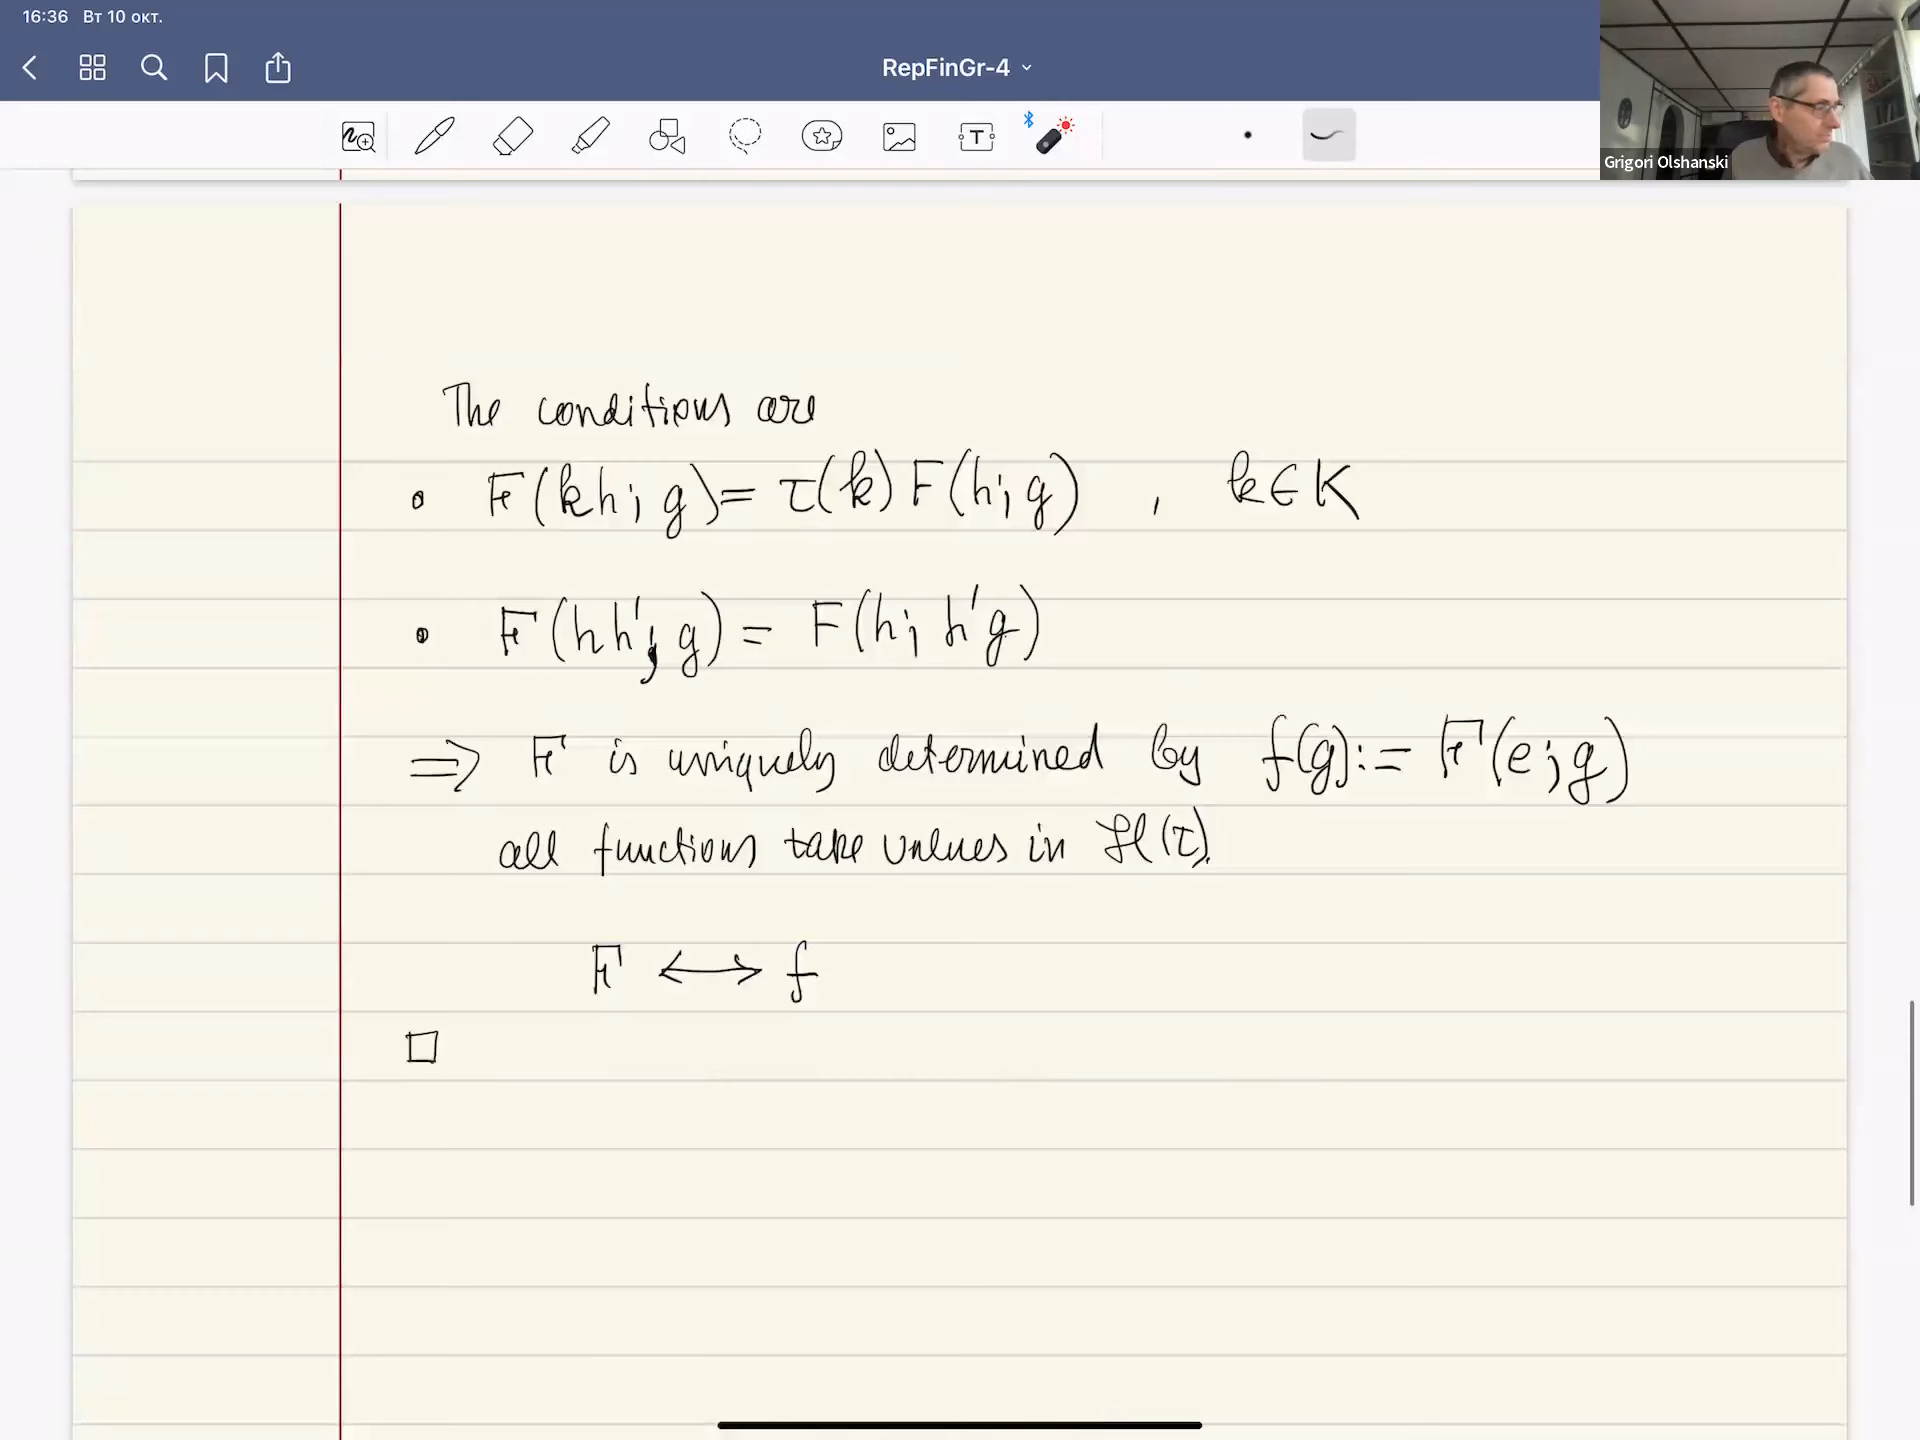 16:36 Вт 10 окт.
RepFinGr-4
T
Grigori Olshanski
The conditions are
• F(kh; g) = τ(k) F(h; g) , k ∈ K
• F(hh'; g) = F(h; h'g)
⇒ F is uniquely determined by f(g) := F(e; g)
all functions take values in ℋ(τ).
F ↔ f
□